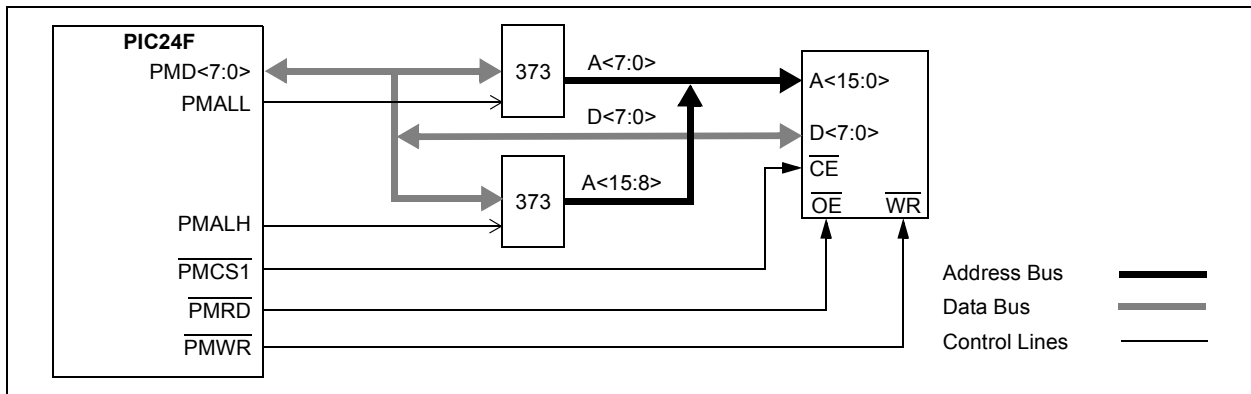 PIC24F
PMD<7:0>
PMALL
373
A<7:0>
A<15:0>
D<7:0>
D<7:0>
CE
373
A<15:8>
OE WR
PMALH
PMCS1
PMRD
PMWR
Address Bus
Data Bus
Control Lines